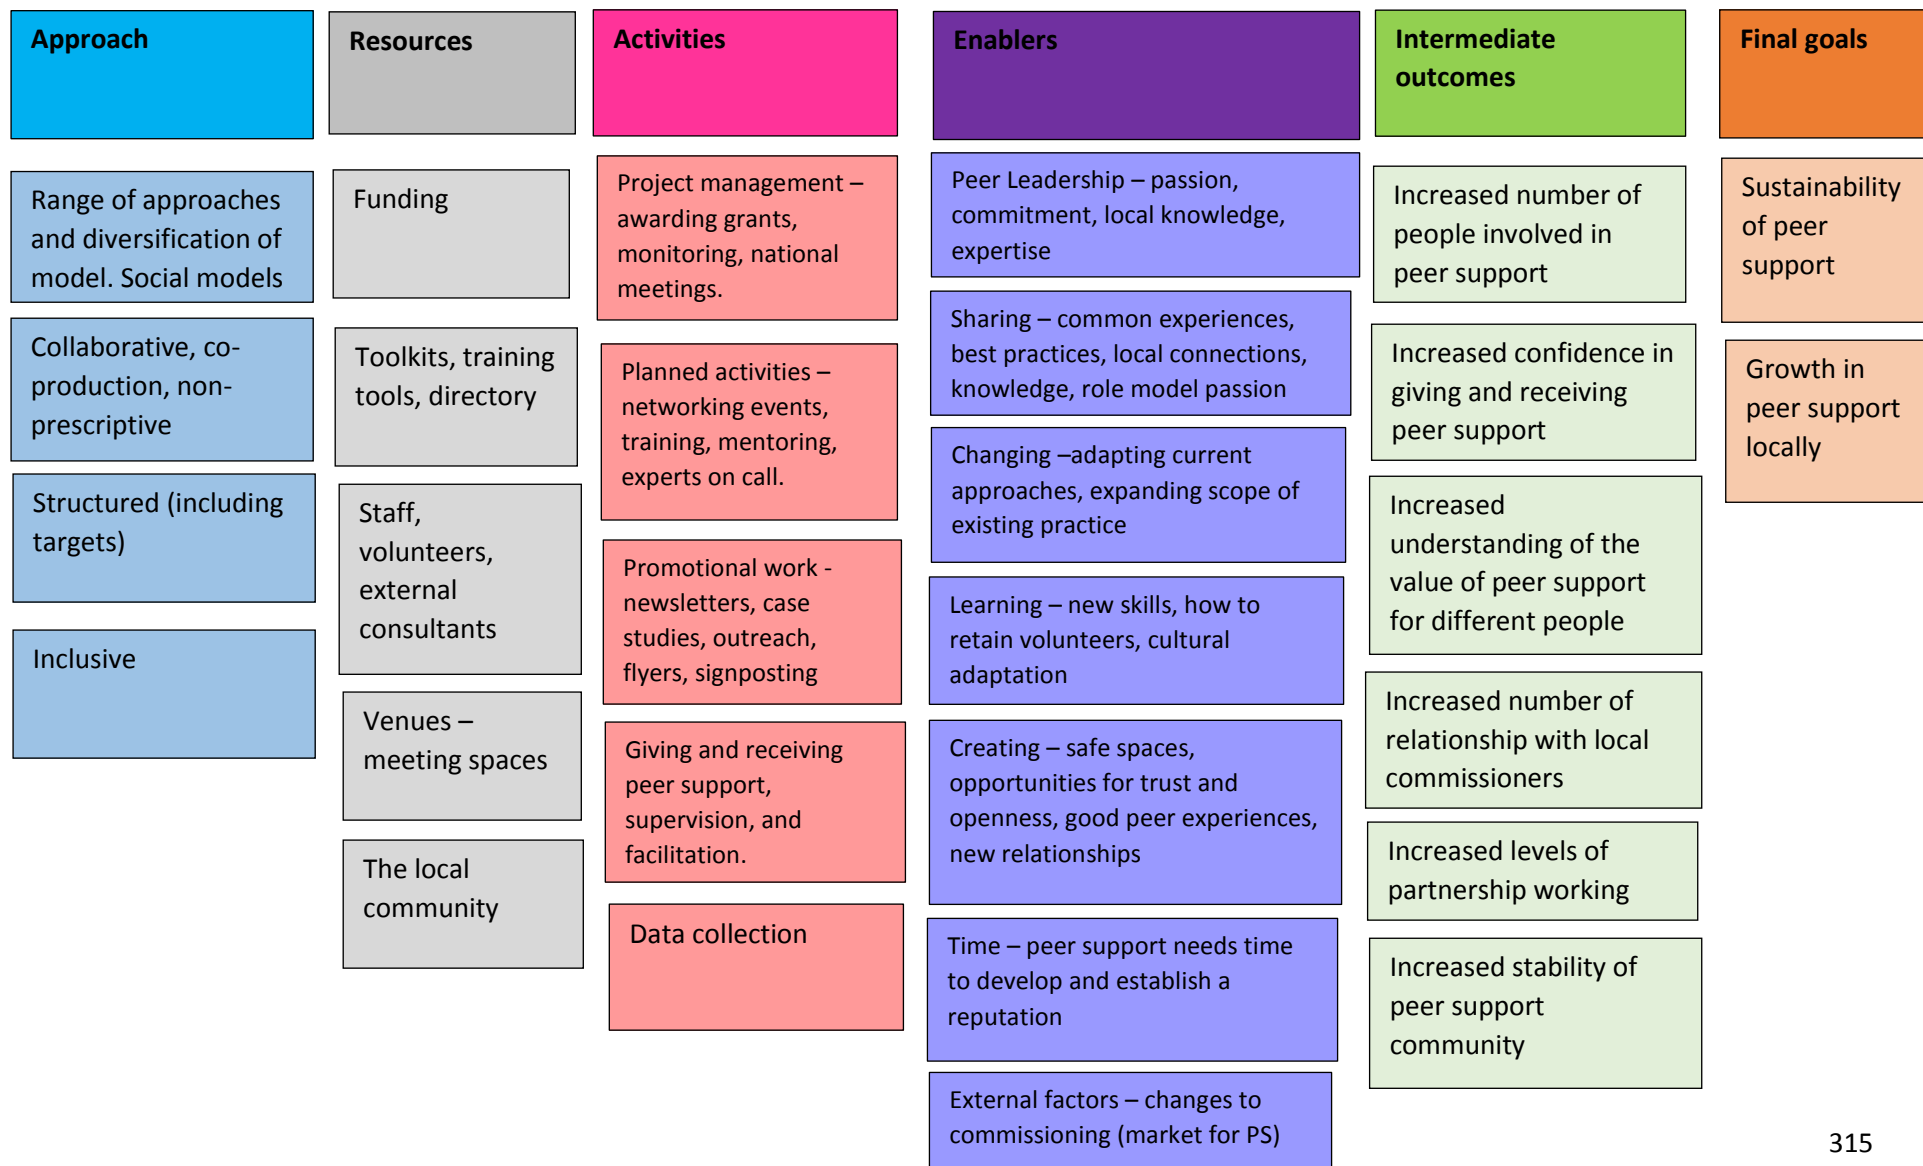 Approach
Range of approaches
and diversification of
model. Social models
Collaborative, co-
production, non-
prescriptive
Structured (including
targets)
Inclusive
Resources
Funding
Toolkits, training
tools, directory
Staff,
volunteers,
external
consultants
Venues –
meeting spaces
The local
community
Activities
Project management –
awarding grants,
monitoring, national
meetings.
Planned activities –
networking events,
training, mentoring,
experts on call.
Promotional work -
newsletters, case
studies, outreach,
flyers, signposting
Giving and receiving
peer support,
supervision, and
facilitation.
Data collection
Enablers
Peer Leadership – passion,
commitment, local knowledge,
expertise
Sharing – common experiences,
best practices, local connections,
knowledge, role model passion
Changing –adapting current
approaches, expanding scope of
existing practice
Learning – new skills, how to
retain volunteers, cultural
adaptation
Creating – safe spaces,
opportunities for trust and
openness, good peer experiences,
new relationships
Time – peer support needs time
to develop and establish a
reputation
External factors – changes to
commissioning (market for PS)
Intermediate
outcomes
Increased number of
people involved in
peer support
Increased confidence in
giving and receiving
peer support
Increased
understanding of the
value of peer support
for different people
Increased number of
relationship with local
commissioners
Increased levels of
partnership working
Increased stability of
peer support
community
Final goals
Sustainability
of peer
support
Growth in
peer support
locally
315